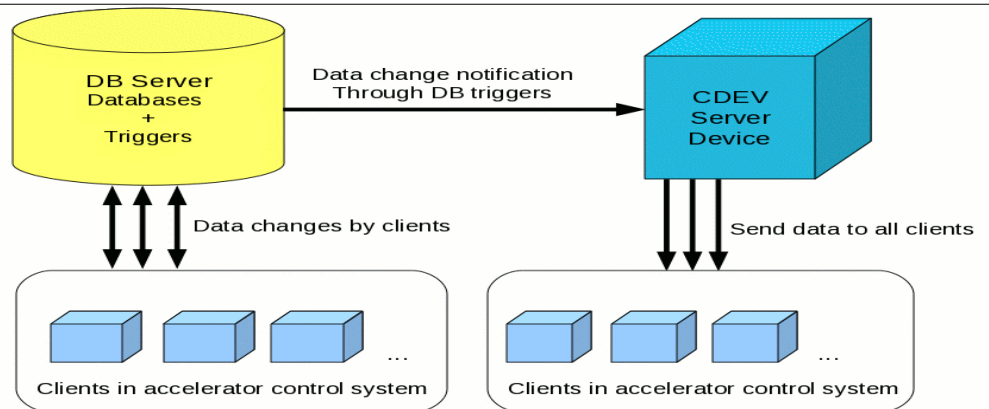 DB Server
Databases
+
Triggers
Data change notification
Through DB triggers
CDEV
Server
Device
Data changes by clients
Send data to all clients
...
Clients in accelerator control system
...
Clients in accelerator control system